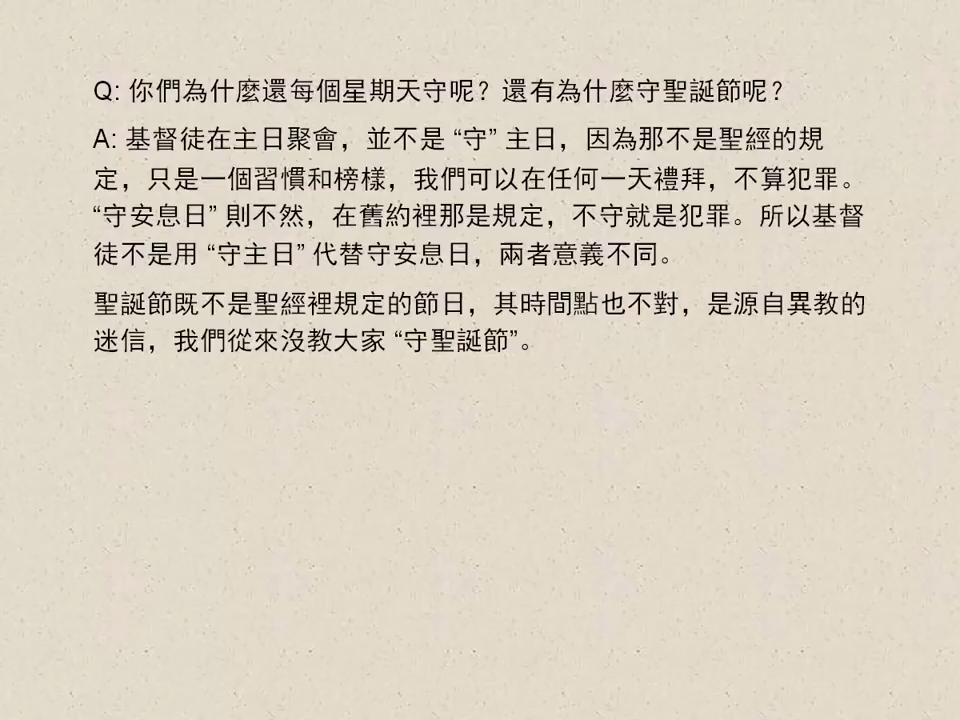 Q: 你們為什麼還每個星期天守呢？還有為什麼守聖誕節呢？
A: 基督徒在主日聚會，並不是 “守” 主日，因為那不是聖經的規
定，只是一個習慣和榜樣，我們可以在任何一天禮拜，不算犯罪。
“守安息日” 則不然，在舊約裡那是規定，不守就是犯罪。所以基督
徒不是用 “守主日” 代替守安息日，兩者意義不同。
聖誕節既不是聖經裡規定的節日，其時間點也不對，是源自異教的
迷信，我們從來沒教大家 “守聖誕節”。